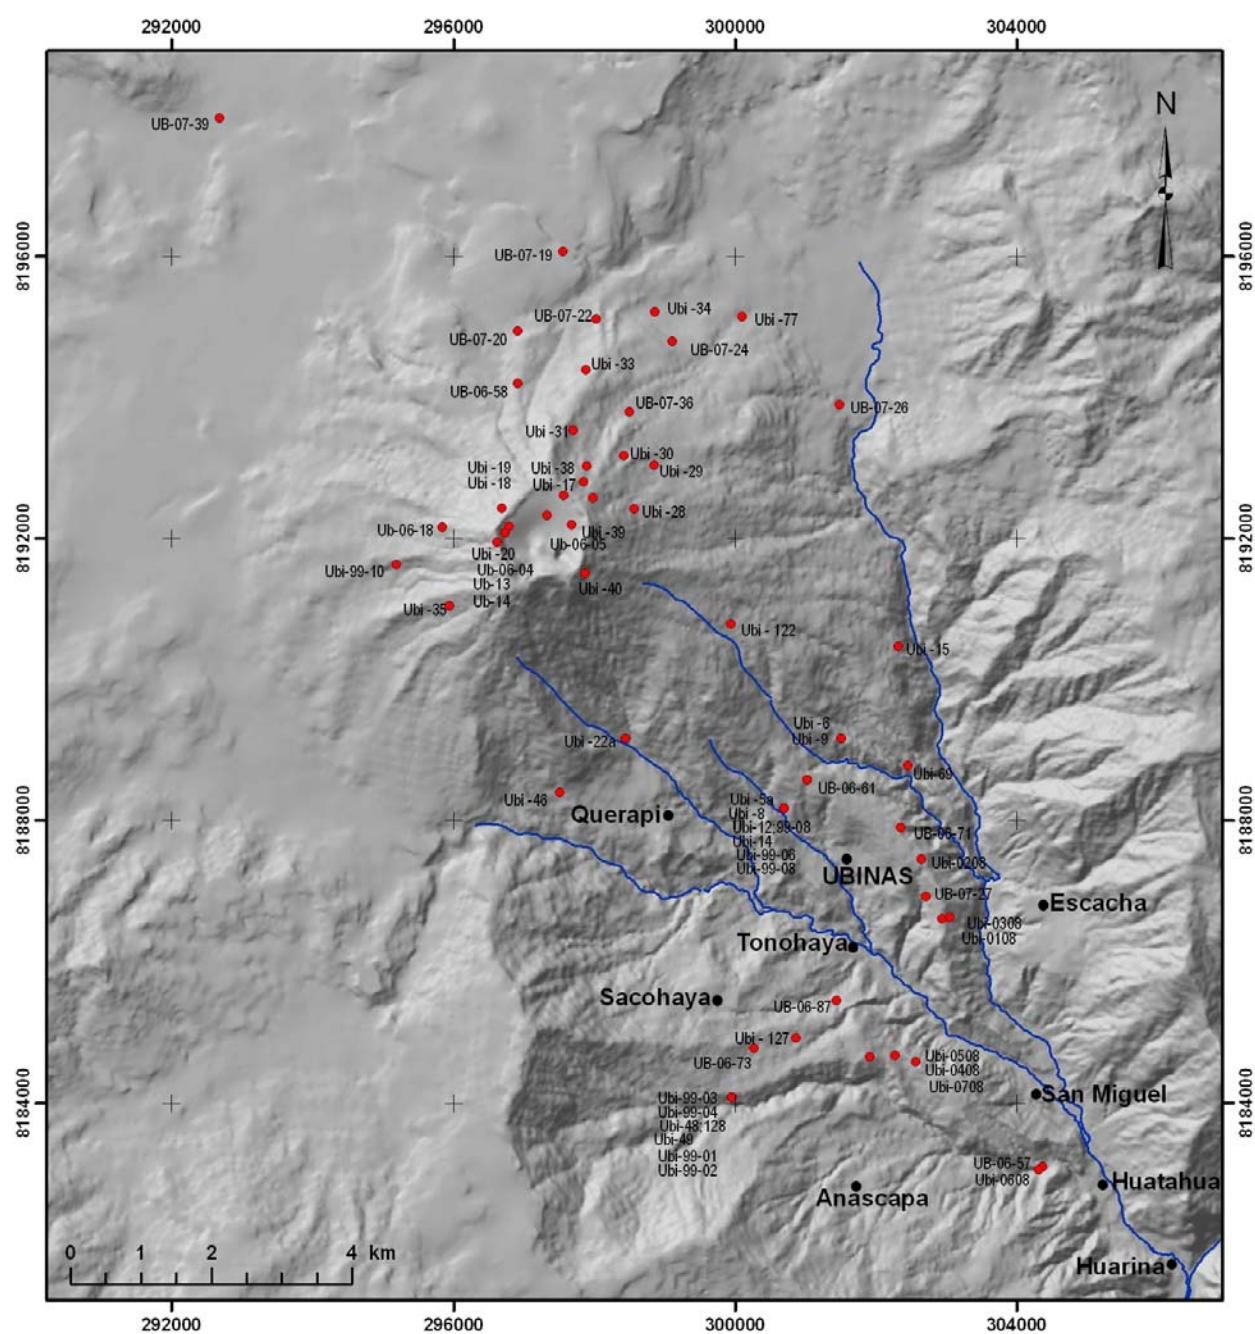 292000 296000 300000 304000
N
UB-07-39
8196000 8196000
UB-07-19
Ubi -34
UB-07-22
Ubi -77
UB-07-20
UB-07-24
Ubi -33
UB-06-58
UB-07-36
UB-07-26
Ubi -31
Ubi -30
Ubi -19
Ubi -38
Ubi -29
Ubi -18
Ubi -17
Ubi -28
Ub-06-18
Ubi -39
8192000 8192000
Ub-06-05
Ubi -20
Ub-06-04
Ubi-99-10
Ub-13
Ubi -40
Ub-14
Ubi -35
Ubi - 122
Ubi -15
Ubi -6
Ubi -9
Ubi -22a
Ubi-69
UB-06-61
Ubi -46
Ubi -5a
Querapi
Ubi -8
8188000 8188000
Ubi-12;99-08
UB-06-71
Ubi-14
Ubi-99-06
Ubi-0208
Ubi-99-08
UBINAS
UB-07-27
Escacha
Ubi-0308
Ubi-0108
Tonohaya
Sacohaya
UB-06-87
Ubi - 127
UB-06-73
Ubi-0508
Ubi-0408
Ubi-0708
San Miguel
8184000 8184000
Ubi-99-03
Ubi-99-04
Ubi-48;128
Ubi-49
Ubi-99-01
Ubi-99-02
UB-06-57
Ubi-0608
Huatahua
Anascapa
0 1 2 4 km
Huarina
292000 296000 300000 304000